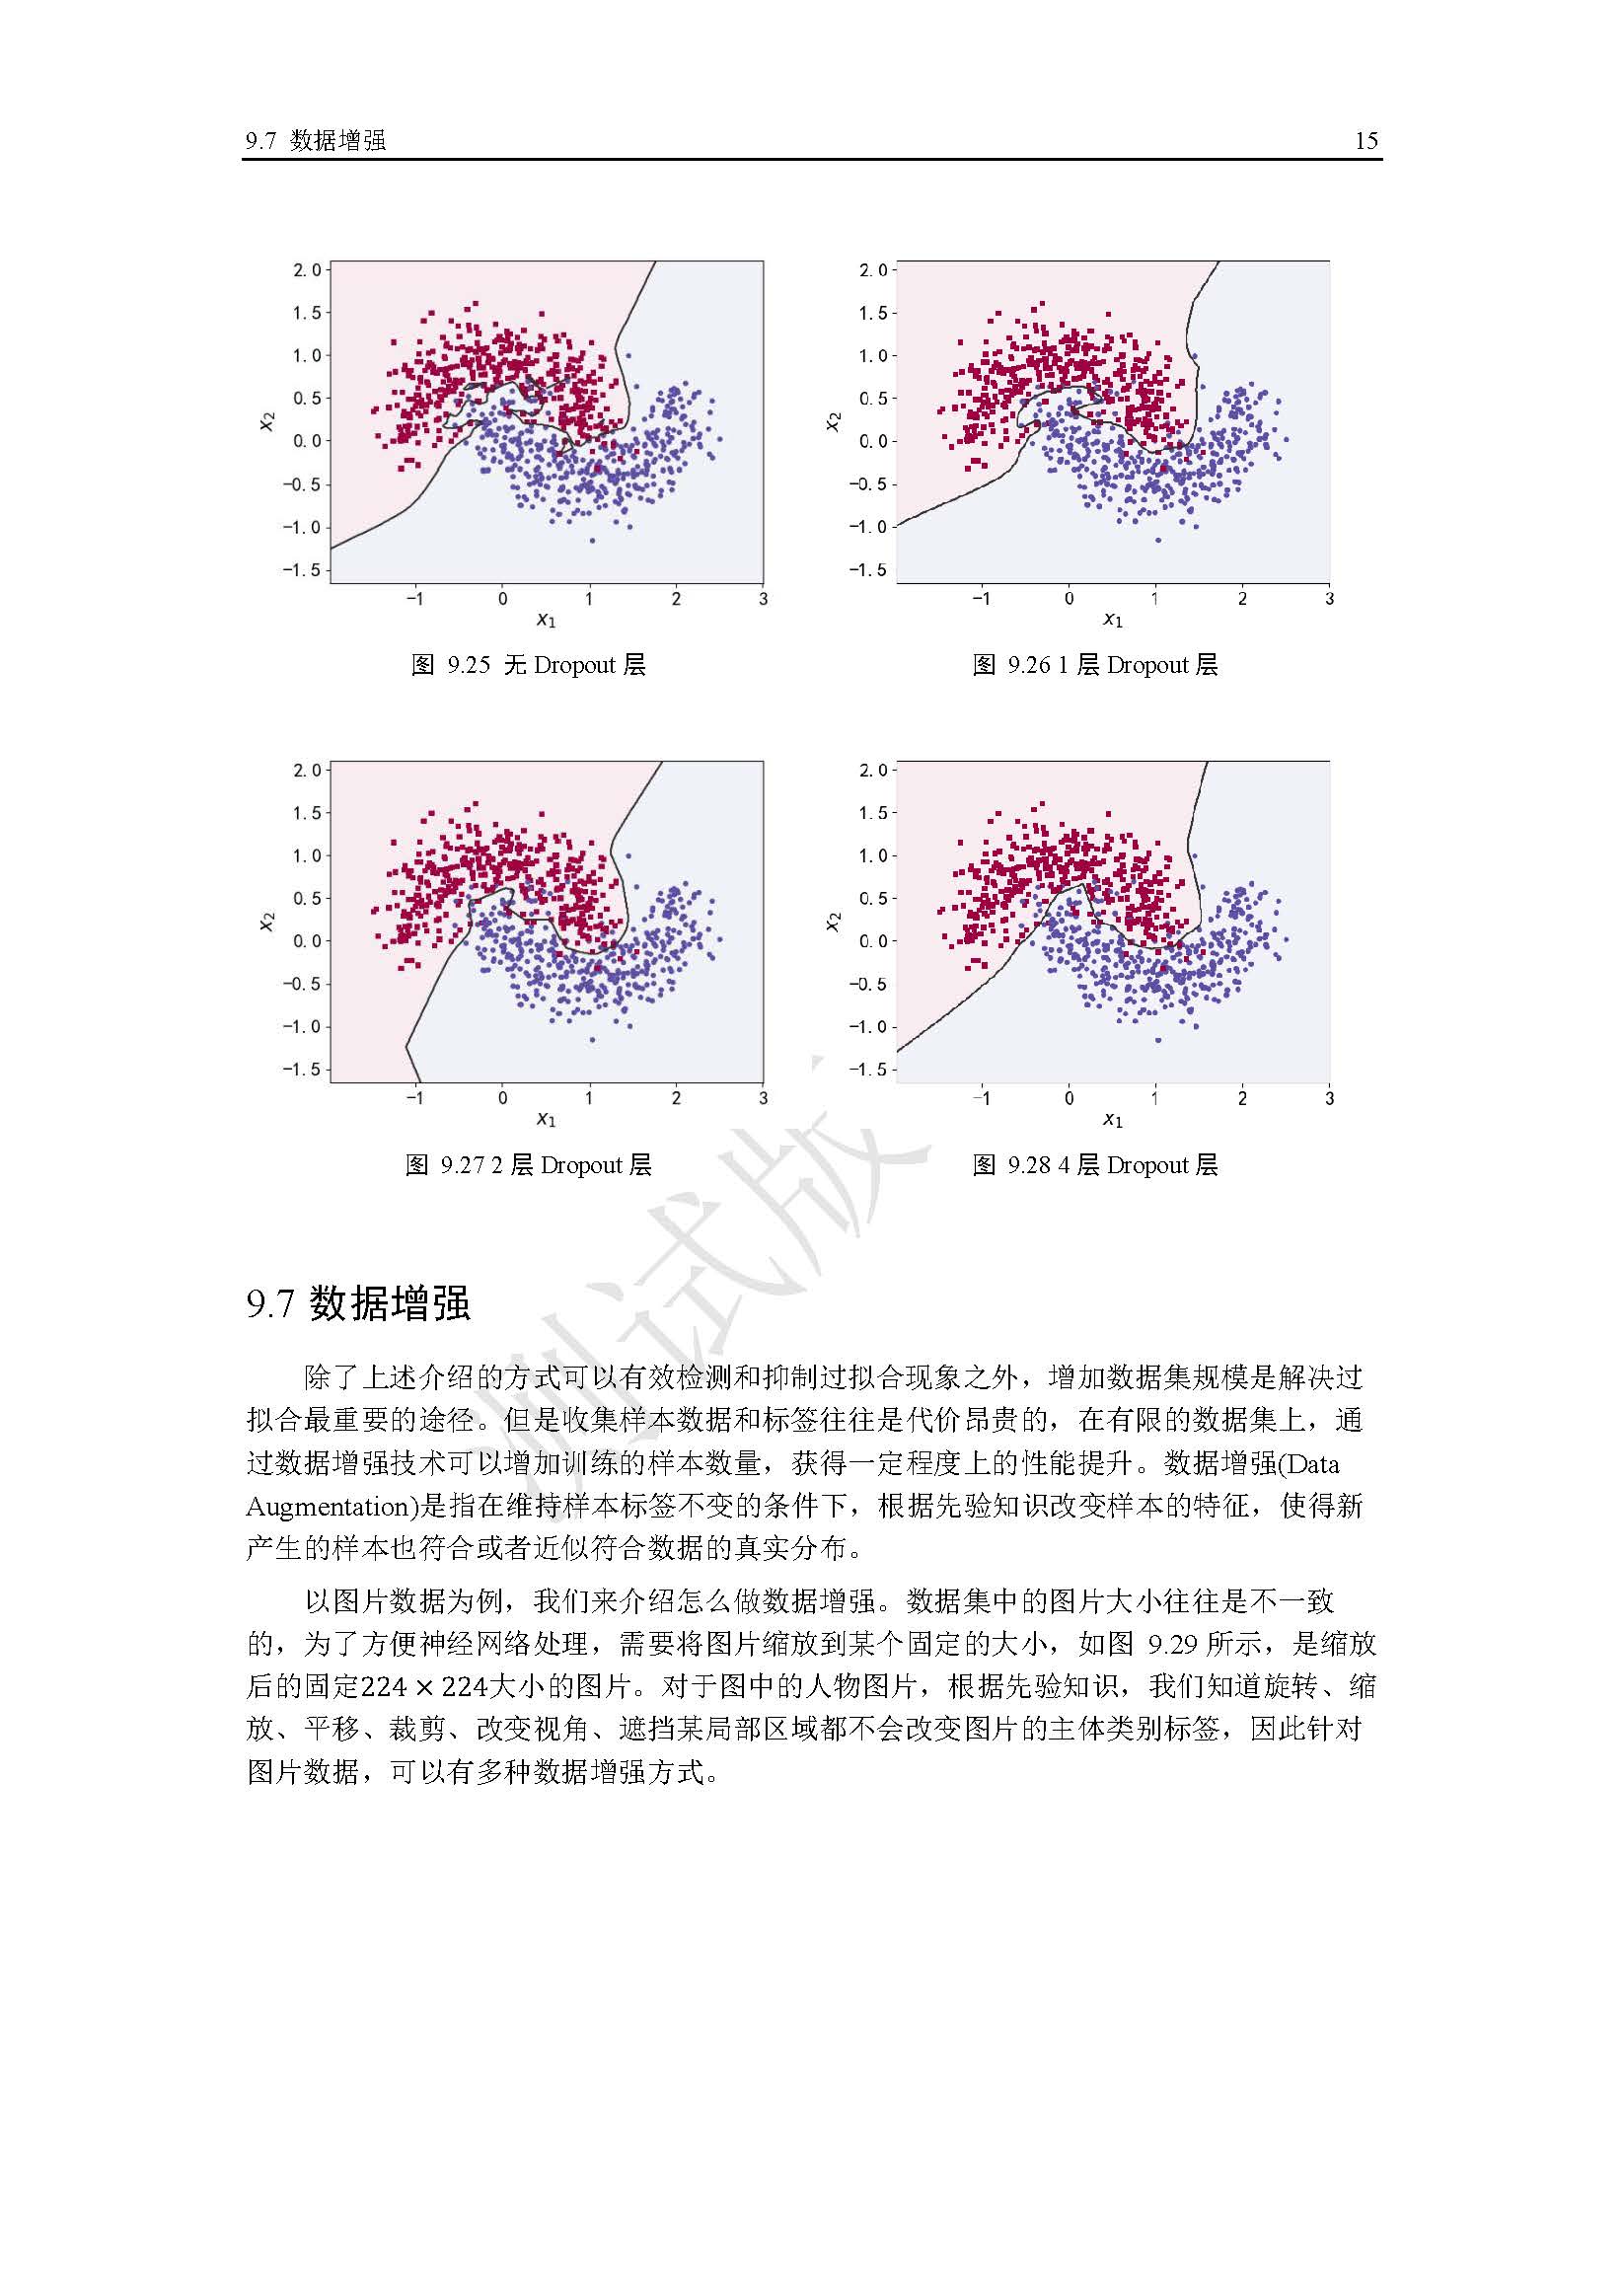 9.7 数据增强 15
2.0
1.5
1.0
0.5
0.0
−0.5
−1.0
−1.5
x2
−1 0 1 2 3
x1
图 9.25 无 Dropout 层
2.0
1.5
1.0
0.5
0.0
−0.5
−1.0
−1.5
x2
−1 0 1 2 3
x1
图 9.26 1 层 Dropout 层
2.0
1.5
1.0
0.5
0.0
−0.5
−1.0
−1.5
x2
−1 0 1 2 3
x1
图 9.27 2 层 Dropout 层
2.0
1.5
1.0
0.5
0.0
−0.5
−1.0
−1.5
x2
−1 0 1 2 3
x1
图 9.28 4 层 Dropout 层
测试版
9.7 数据增强
除了上述介绍的方式可以有效检测和抑制过拟合现象之外，增加数据集规模是解决过
拟合最重要的途径。但是收集样本数据和标签往往是代价昂贵的，在有限的数据集上，通
过数据增强技术可以增加训练的样本数量，获得一定程度上的性能提升。数据增强(Data
Augmentation)是指在维持样本标签不变的条件下，根据先验知识改变样本的特征，使得新
产生的样本也符合或者近似符合数据的真实分布。
以图片数据为例，我们来介绍怎么做数据增强。数据集中的图片大小往往是不一致
的，为了方便神经网络处理，需要将图片缩放到某个固定的大小，如图 9.29 所示，是缩放
后的固定224 × 224大小的图片。对于图中的人物图片，根据先验知识，我们知道旋转、缩
放、平移、裁剪、改变视角、遮挡某局部区域都不会改变图片的主体类别标签，因此针对
图片数据，可以有多种数据增强方式。